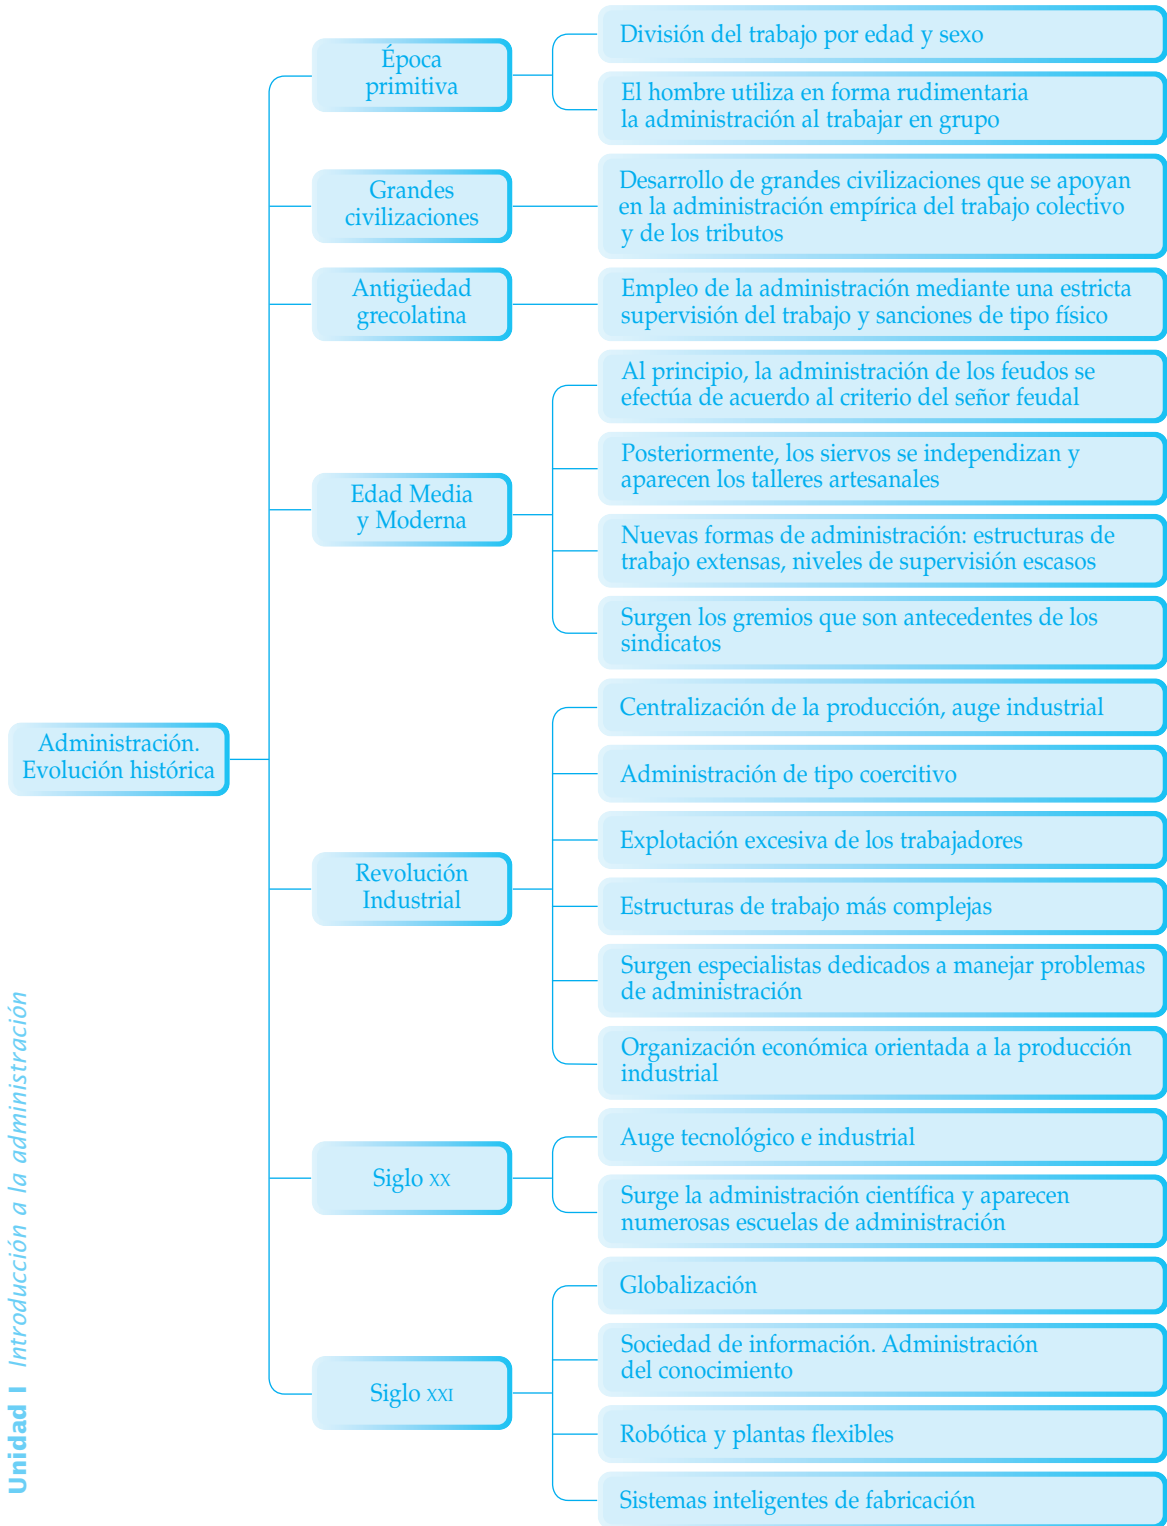 Administración.
Evolución histórica
Época
primitiva
División del trabajo por edad y sexo
El hombre utiliza en forma rudimentaria
la administración al trabajar en grupo
Grandes
civilizaciones
Desarrollo de grandes civilizaciones que se apoyan
en la administración empírica del trabajo colectivo
y de los tributos
Antigüedad
grecolatina
Empleo de la administración mediante una estricta
supervisión del trabajo y sanciones de tipo físico
Edad Media
y Moderna
Al principio, la administración de los feudos se
efectúa de acuerdo al criterio del señor feudal
Posteriormente, los siervos se independizan y
aparecen los talleres artesanales
Nuevas formas de administración: estructuras de
trabajo extensas, niveles de supervisión escasos
Surgen los gremios que son antecedentes de los
sindicatos
Revolución
Industrial
Centralización de la producción, auge industrial
Administración de tipo coercitivo
Explotación excesiva de los trabajadores
Estructuras de trabajo más complejas
Surgen especialistas dedicados a manejar problemas
de administración
Organización económica orientada a la producción
industrial
Siglo XX
Auge tecnológico e industrial
Surge la administración científica y aparecen
numerosas escuelas de administración
Siglo XXI
Globalización
Sociedad de información. Administración
del conocimiento
Robótica y plantas flexibles
Sistemas inteligentes de fabricación
Unidad I Introducción a la administración